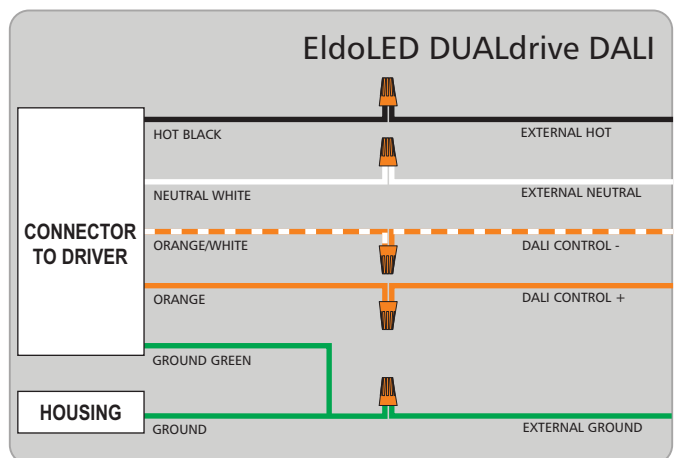 EldoLED DUALdrive DALI
HOT BLACK
EXTERNAL HOT
NEUTRAL WHITE
EXTERNAL NEUTRAL
CONNECTOR
TO DRIVER
ORANGE/WHITE
DALI CONTROL -
ORANGE
DALI CONTROL +
GROUND GREEN
HOUSING
GROUND
EXTERNAL GROUND